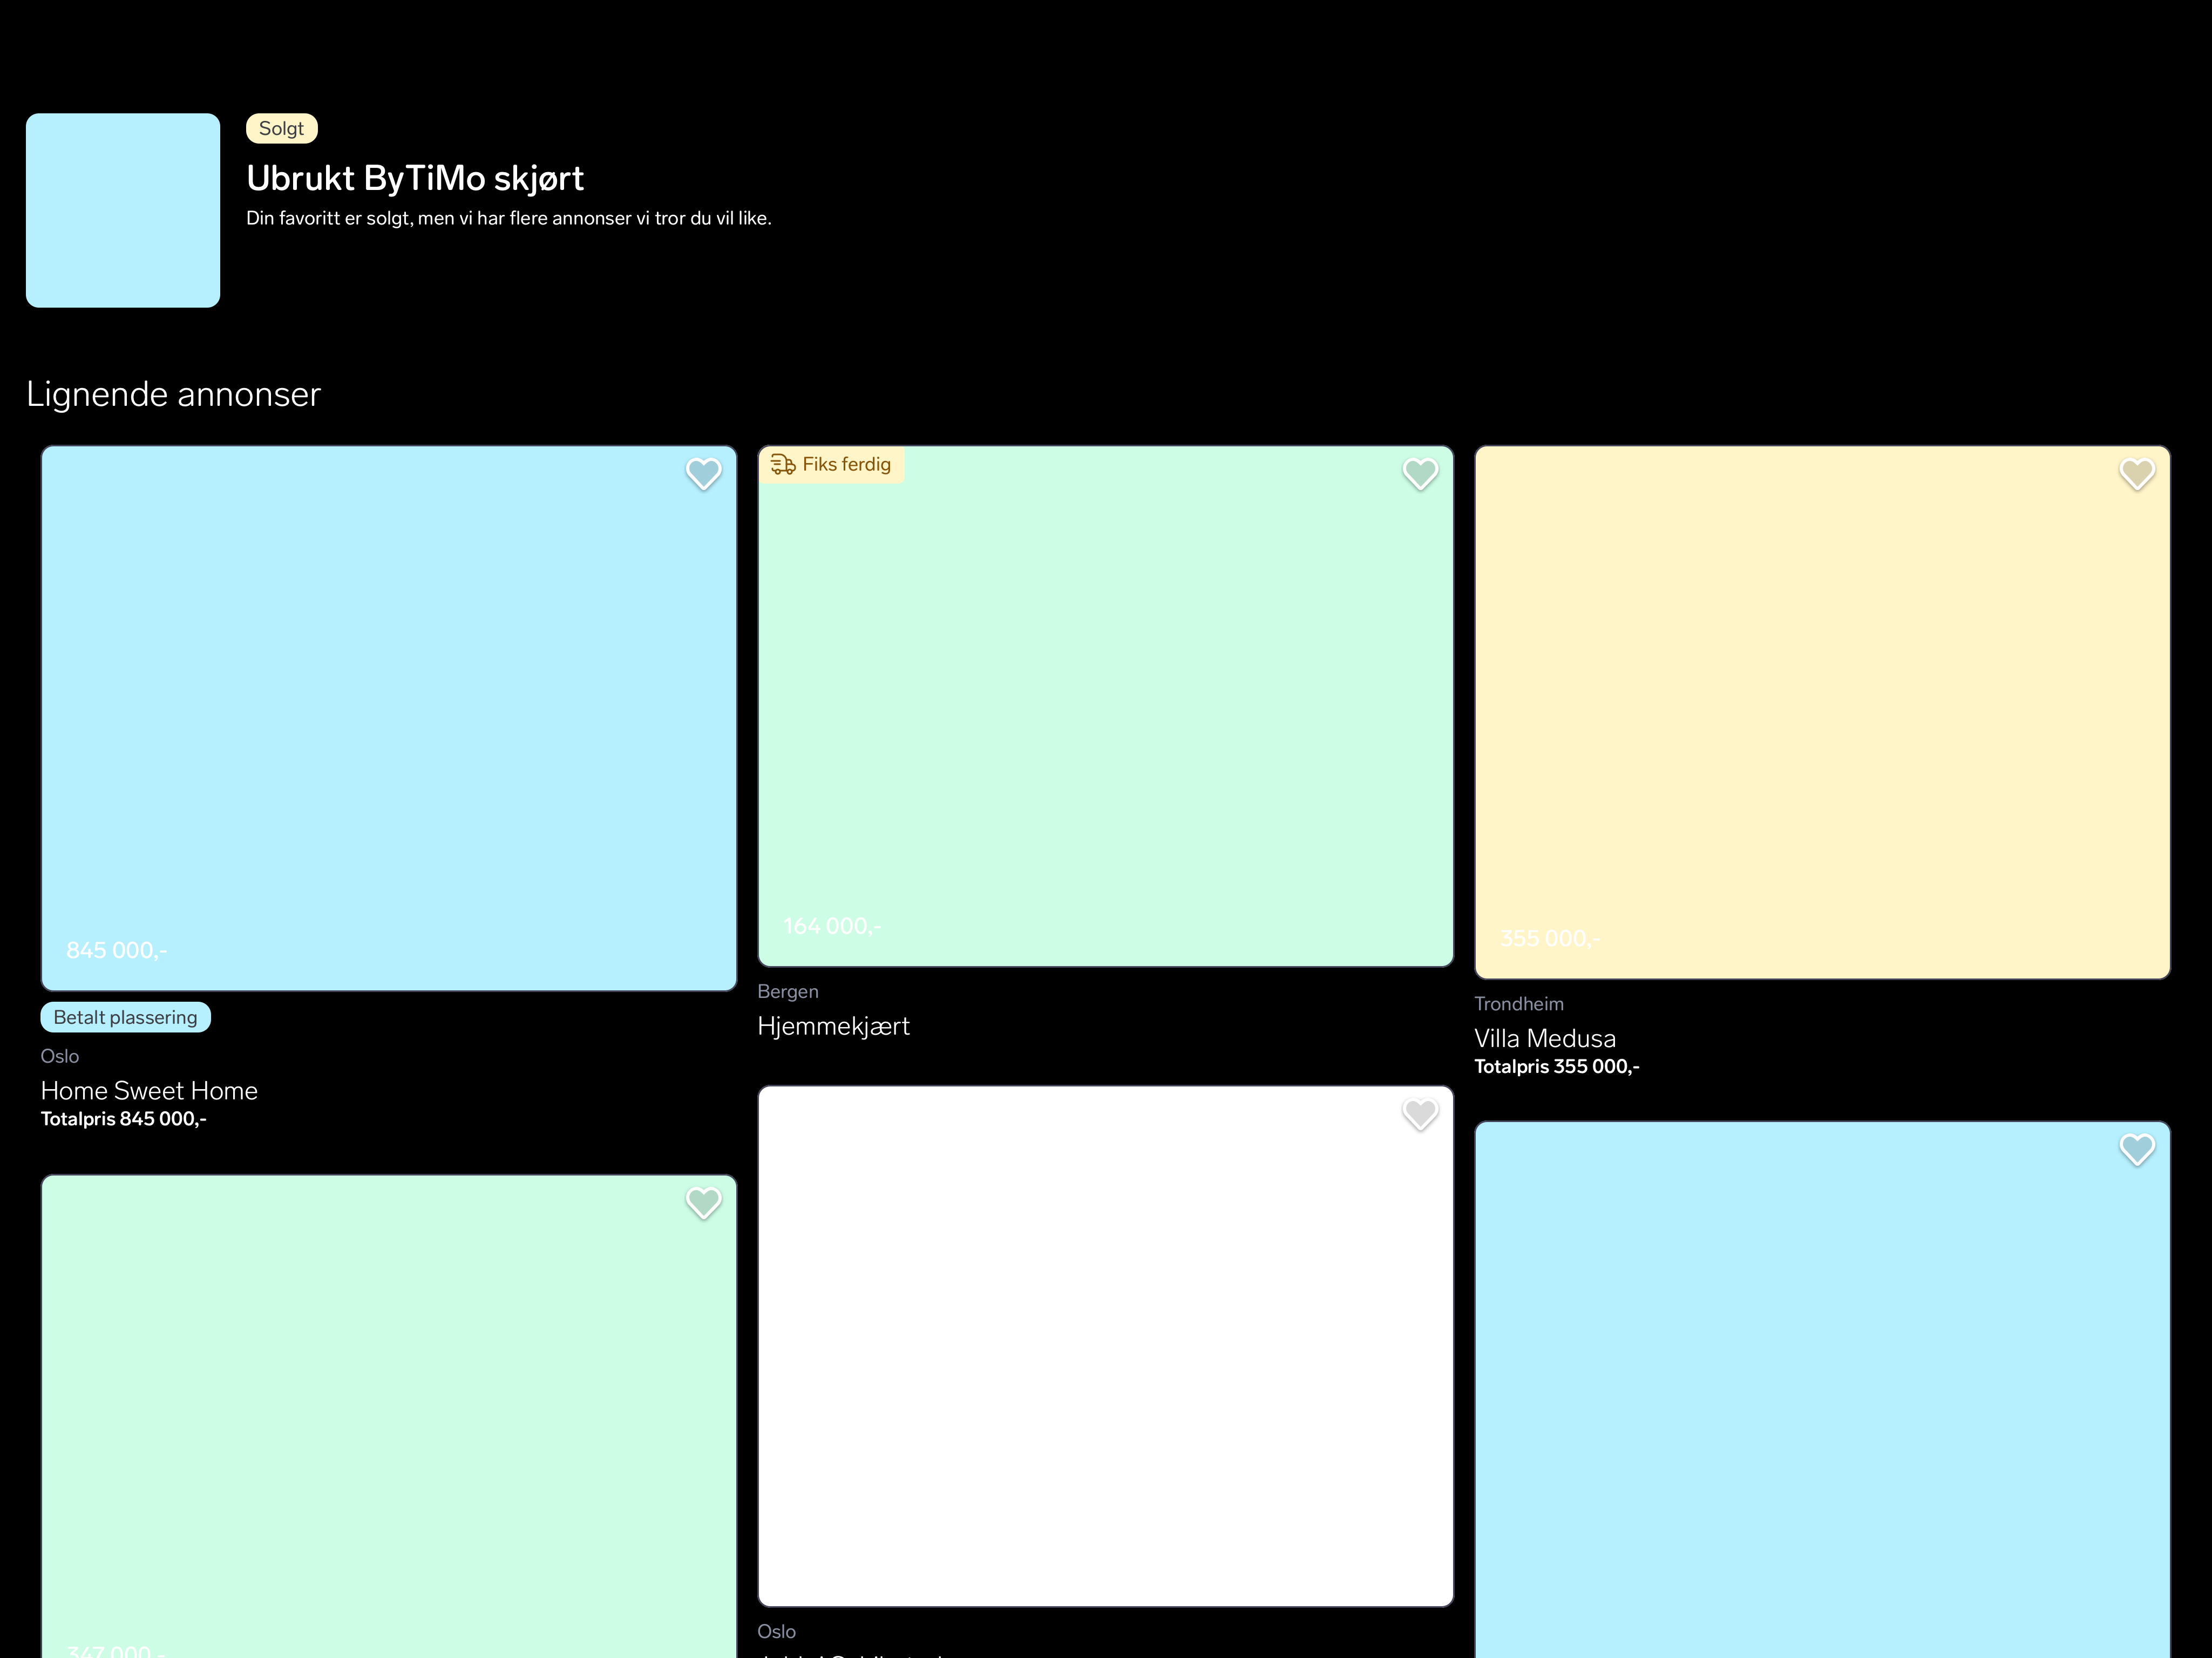 Solgt
Ubrukt ByTiMo skjørt
Din favoritt er solgt, men vi har flere annonser vi tror du vil like.
Lignende annonser
845 000,-
Betalt plassering
Oslo
Home Sweet Home
Totalpris 845 000,-
Fiks ferdig
164 000,-
Bergen
Hjemmekjært
355 000,-
Trondheim
Villa Medusa
Totalpris 355 000,-
347 000,-
Oslo